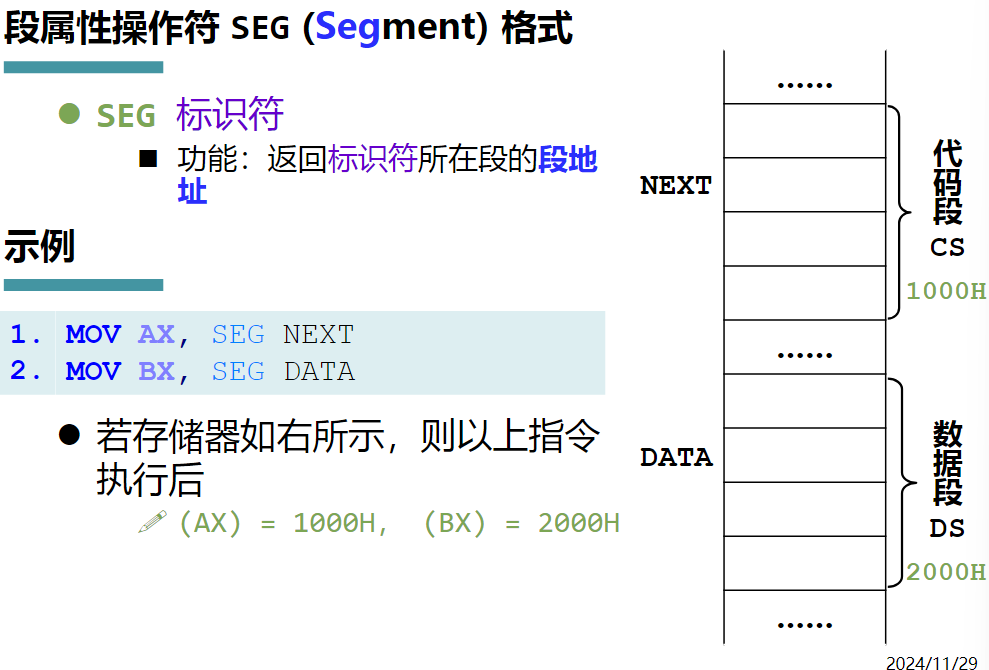 段属性操作符 SEG (Segment) 格式
SEG 标识符
功能：返回标识符所在段的段地
址
示例
1. MOV AX, SEG NEXT
2. MOV BX, SEG DATA
若存储器如右所示，则以上指令
执行后
(AX) = 1000H, (BX) = 2000H
......
NEXT
代码段
CS
1000H
......
DATA
数据段
DS
2000H
......
2024/11/29